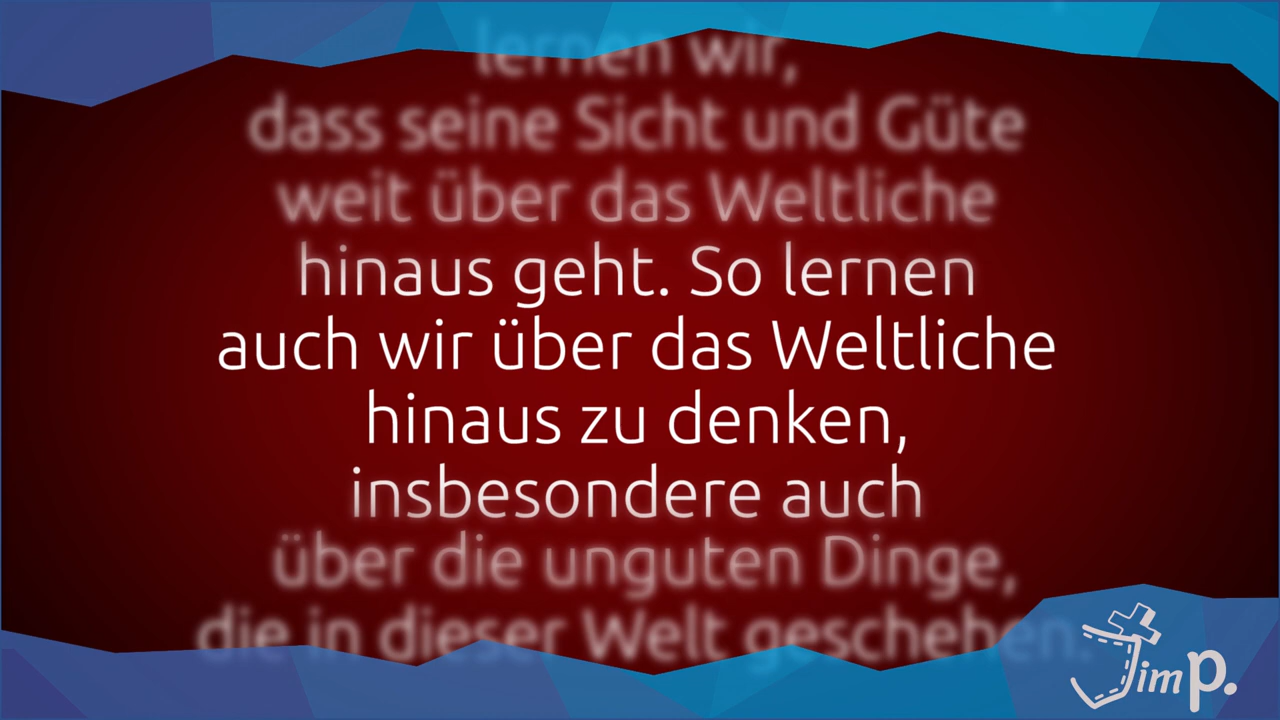 lernen wir,
dass seine Sicht und Güte
weit über das Weltliche
hinaus geht. So lernen
auch wir über das Weltliche
hinaus zu denken,
insbesondere auch
über die unguten Dinge,
die in dieser Welt geschehen.
Jim P.